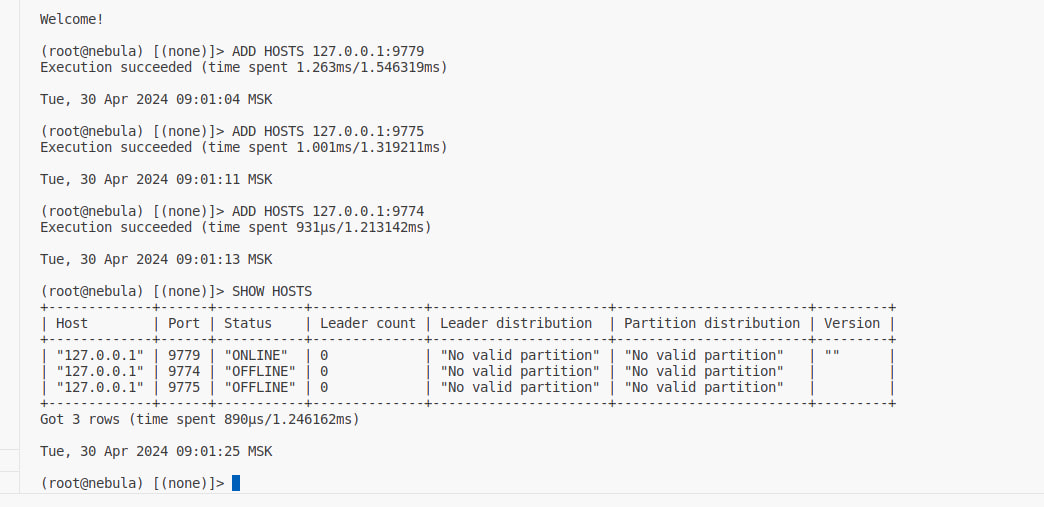 Welcome!
(root@nebula) [(none)]> ADD HOSTS 127.0.0.1:9779
Execution succeeded (time spent 1.263ms/1.546319ms)
Tue, 30 Apr 2024 09:01:04 MSK
(root@nebula) [(none)]> ADD HOSTS 127.0.0.1:9775
Execution succeeded (time spent 1.001ms/1.319211ms)
Tue, 30 Apr 2024 09:01:11 MSK
(root@nebula) [(none)]> ADD HOSTS 127.0.0.1:9774
Execution succeeded (time spent 931µs/1.213142ms)
Tue, 30 Apr 2024 09:01:13 MSK
(root@nebula) [(none)]> SHOW HOSTS
+-------------+------+-----------+--------------+----------------------+------------------------+---------+
| Host        | Port | Status    | Leader count | Leader distribution  | Partition distribution | Version |
+-------------+------+-----------+--------------+----------------------+------------------------+---------+
| "127.0.0.1" | 9779 | "ONLINE"  | 0            | "No valid partition" | "No valid partition"   | ""      |
| "127.0.0.1" | 9774 | "OFFLINE" | 0            | "No valid partition" | "No valid partition"   |         |
| "127.0.0.1" | 9775 | "OFFLINE" | 0            | "No valid partition" | "No valid partition"   |         |
+-------------+------+-----------+--------------+----------------------+------------------------+---------+
Got 3 rows (time spent 890µs/1.246162ms)
Tue, 30 Apr 2024 09:01:25 MSK
(root@nebula) [(none)]>